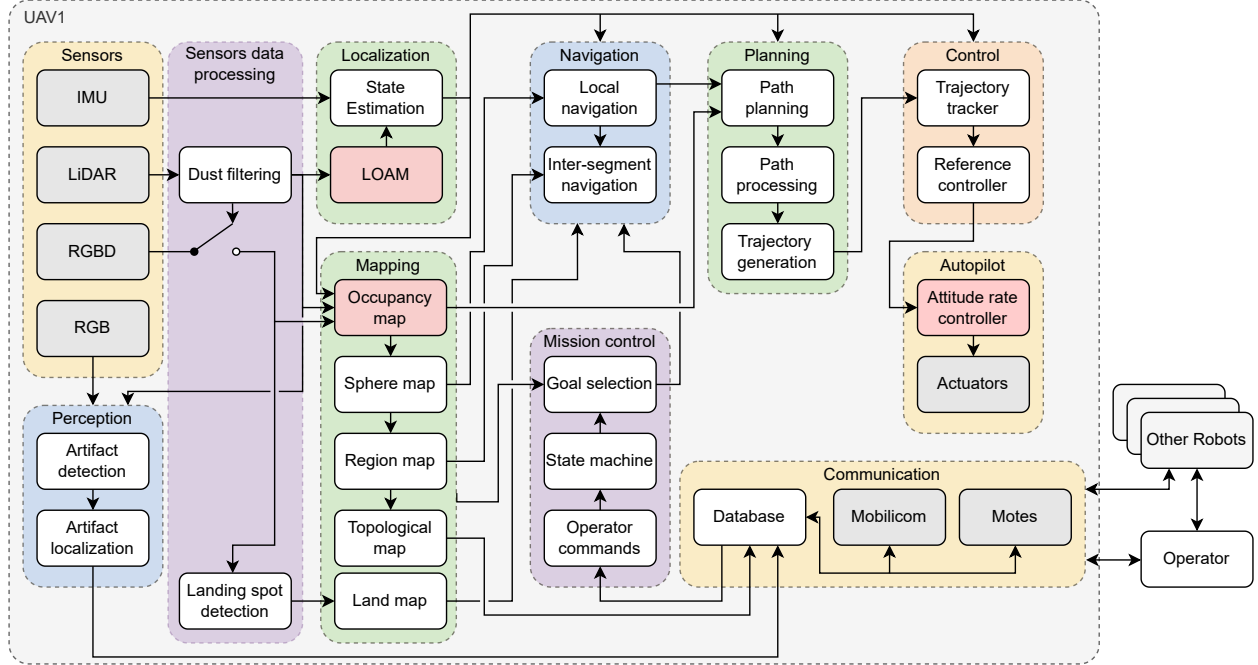 UAV1
Sensors
IMU
LiDAR
RGBD
RGB
Sensors data
processing
Dust filtering
Landing spot
detection
Localization
State
Estimation
LOAM
Mapping
Occupancy
map
Sphere map
Region map
Topological
map
Land map
Perception
Artifact
detection
Artifact
localization
Navigation
Local
navigation
Inter-segment
navigation
Mission control
Goal selection
State machine
Operator
commands
Planning
Path
planning
Path
processing
Trajectory
generation
Control
Trajectory
tracker
Reference
controller
Autopilot
Attitude rate
controller
Actuators
Communication
Database
Mobilicom
Motes
Other Robots
Operator